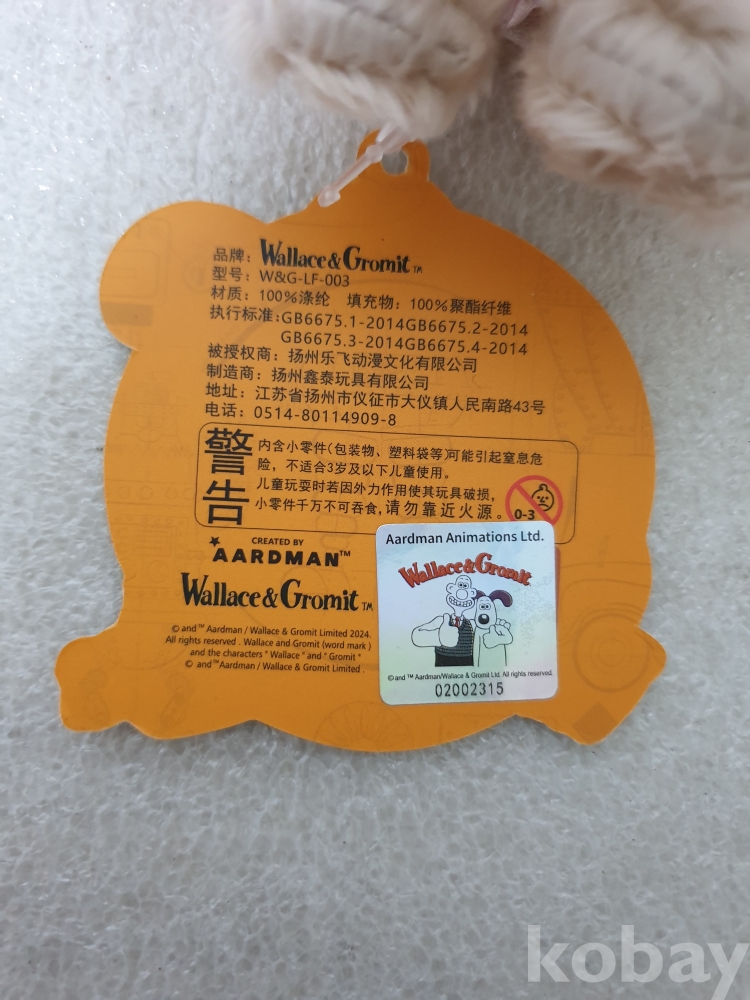 品牌: Wallace & Gromit™
型号: W&G-LF-003
材质: 100%涤纶 填充物: 100%聚酯纤维
执行标准:GB6675.1-2014GB6675.2-2014
GB6675.3-2014GB6675.4-2014
被授权商: 扬州乐飞动漫文化有限公司
制造商: 扬州鑫泰玩具有限公司
地址: 江苏省扬州市仪征市大仪镇人民南路43号
电话: 0514-80114909-8
警告
内含小零件(包装物、塑料袋等)可能引起窒息危
险，不适合3岁及以下儿童使用。
儿童玩耍时若因外力作用使其玩具破损，
小零件千万不可吞食,请勿靠近火源。
0-3
CREATED BY
AARDMAN™
Wallace & Gromit™
© and™ Aardman / Wallace & Gromit Limited 2024.
All rights reserved . Wallace and Gromit (word mark )
and the characters " Wallace " and " Gromit "
© and™Aardman / Wallace & Gromit Limited .
Aardman Animations Ltd.
Wallace & Gromit
© and ™ Aardman/Wallace & Gromit Ltd. All rights reserved.
02002315
kobay